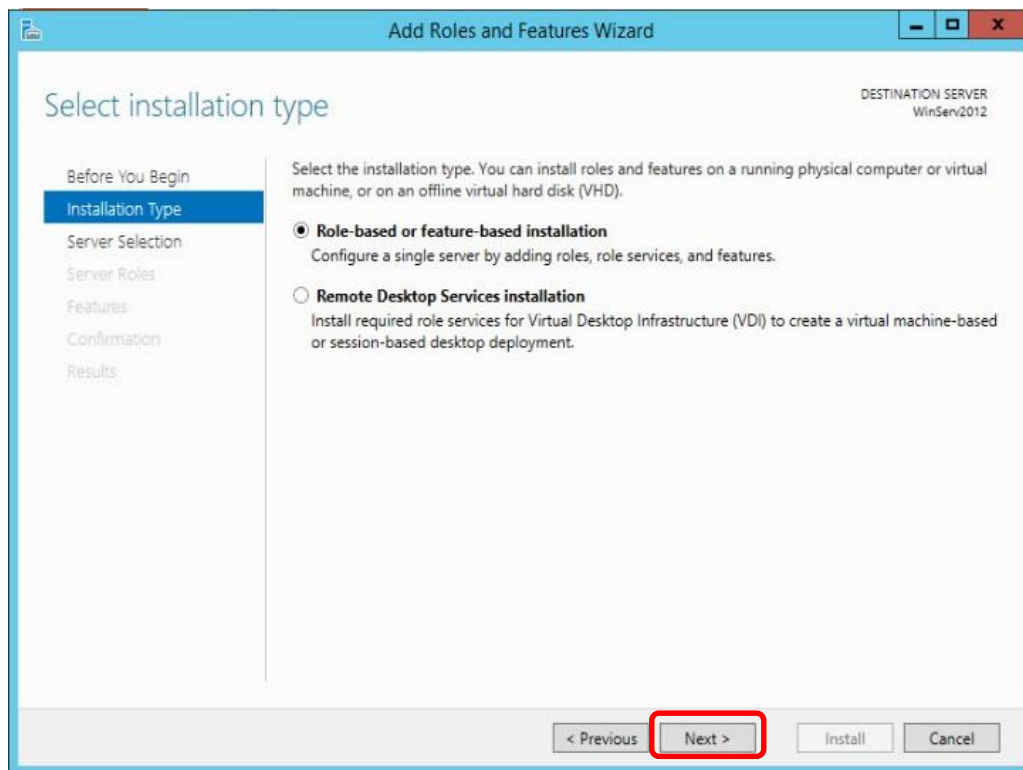 Add Roles and Features Wizard
Select installation type
DESTINATION SERVER
WinServ2012
Before You Begin
Installation Type
Server Selection
Server Roles
Features
Confirmation
Results
Select the installation type. You can install roles and features on a running physical computer or virtual
machine, or on an offline virtual hard disk (VHD).
Role-based or feature-based installation
Configure a single server by adding roles, role services, and features.
Remote Desktop Services installation
Install required role services for Virtual Desktop Infrastructure (VDI) to create a virtual machine-based
or session-based desktop deployment.
< Previous
Next >
Install
Cancel